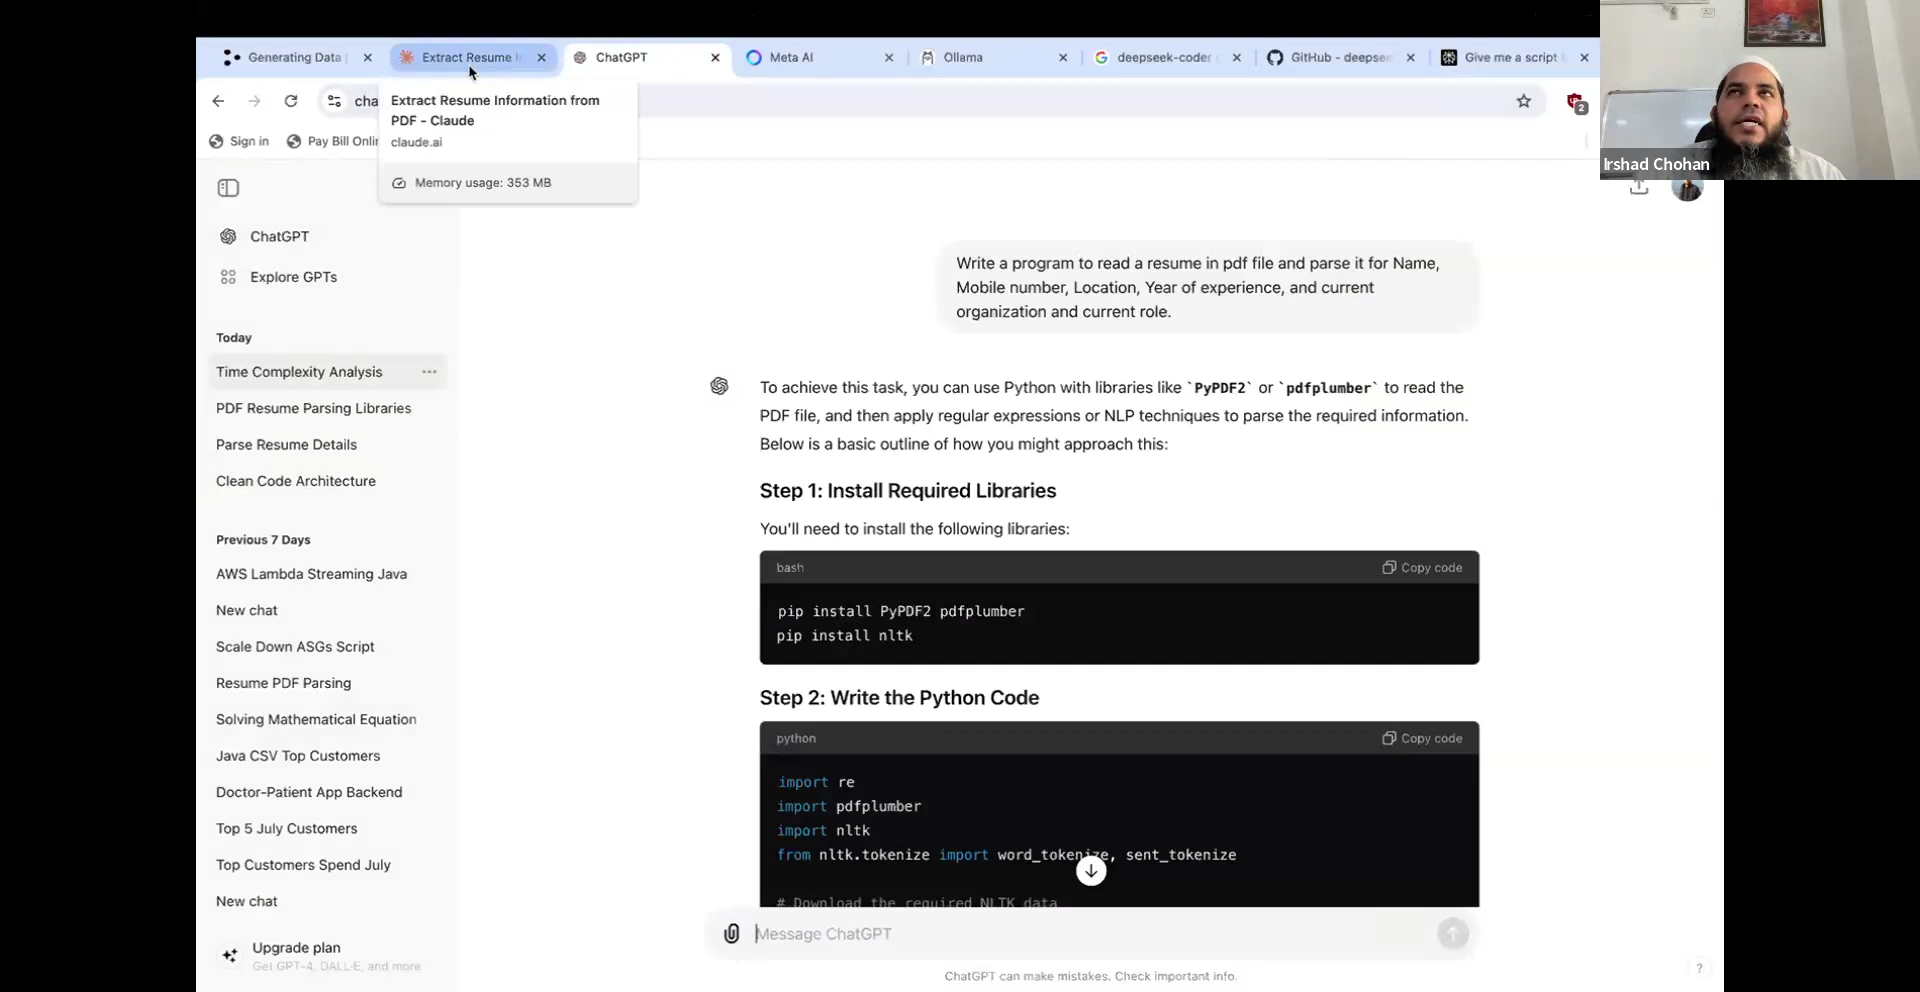 Generating Data
Extract Resume
ChatGPT
Meta AI
Ollama
deepseek-coder
GitHub - deepsee
Give me a script
cha
2
Extract Resume Information from
PDF - Claude
claude.ai
Memory usage: 353 MB
Sign in
Pay Bill Onlin
Irshad Chohan
ChatGPT
Explore GPTs
Today
Time Complexity Analysis
PDF Resume Parsing Libraries
Parse Resume Details
Clean Code Architecture
Previous 7 Days
AWS Lambda Streaming Java
New chat
Scale Down ASGs Script
Resume PDF Parsing
Solving Mathematical Equation
Java CSV Top Customers
Doctor-Patient App Backend
Top 5 July Customers
Top Customers Spend July
New chat
Upgrade plan
Get GPT-4, DALL·E, and more
Write a program to read a resume in pdf file and parse it for Name,
Mobile number, Location, Year of experience, and current
organization and current role.
To achieve this task, you can use Python with libraries like `PyPDF2` or `pdfplumber` to read the
PDF file, and then apply regular expressions or NLP techniques to parse the required information.
Below is a basic outline of how you might approach this:
Step 1: Install Required Libraries
You'll need to install the following libraries:
bash
Copy code
pip install PyPDF2 pdfplumber
pip install nltk
Step 2: Write the Python Code
python
Copy code
import re
import pdfplumber
import nltk
from nltk.tokenize import word_tokenize, sent_tokenize
# Download the required NLTK data
Message ChatGPT
ChatGPT can make mistakes. Check important info.
?